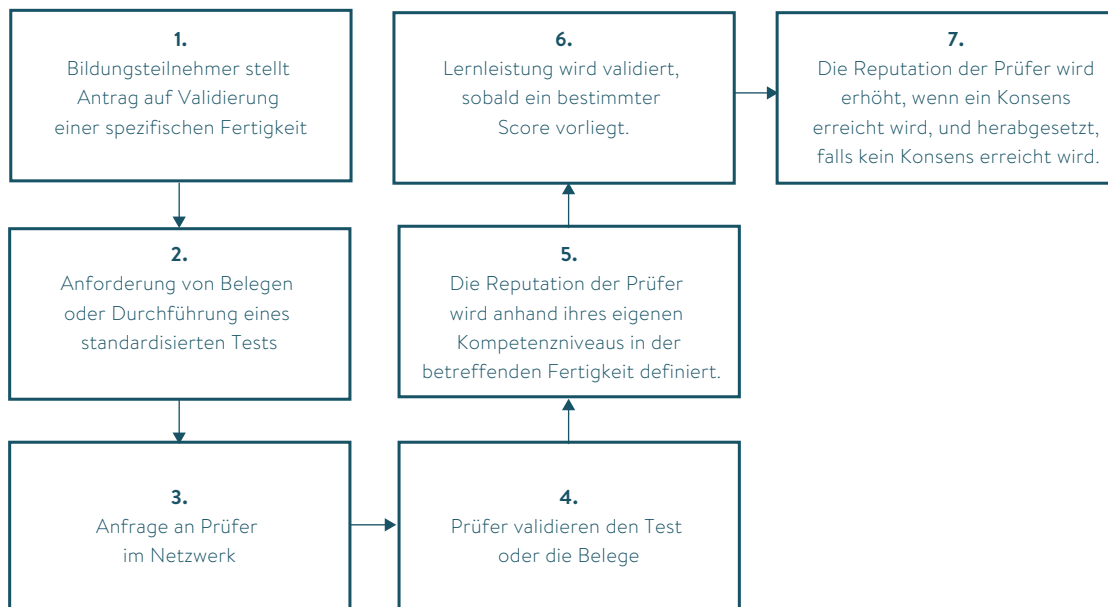 1.
Bildungsteilnehmer stellt
Antrag auf Validierung
einer spezifischen Fertigkeit
2.
Anforderung von Belegen
oder Durchführung eines
standardisierten Tests
3.
Anfrage an Prüfer
im Netzwerk
4.
Prüfer validieren den Test
oder die Belege
5.
Die Reputation der Prüfer
wird anhand ihres eigenen
Kompetenzniveaus in der
betreffenden Fertigkeit definiert.
6.
Lernleistung wird validiert,
sobald ein bestimmter
Score vorliegt.
7.
Die Reputation der Prüfer wird
erhöht, wenn ein Konsens
erreicht wird, und herabgesetzt,
falls kein Konsens erreicht wird.